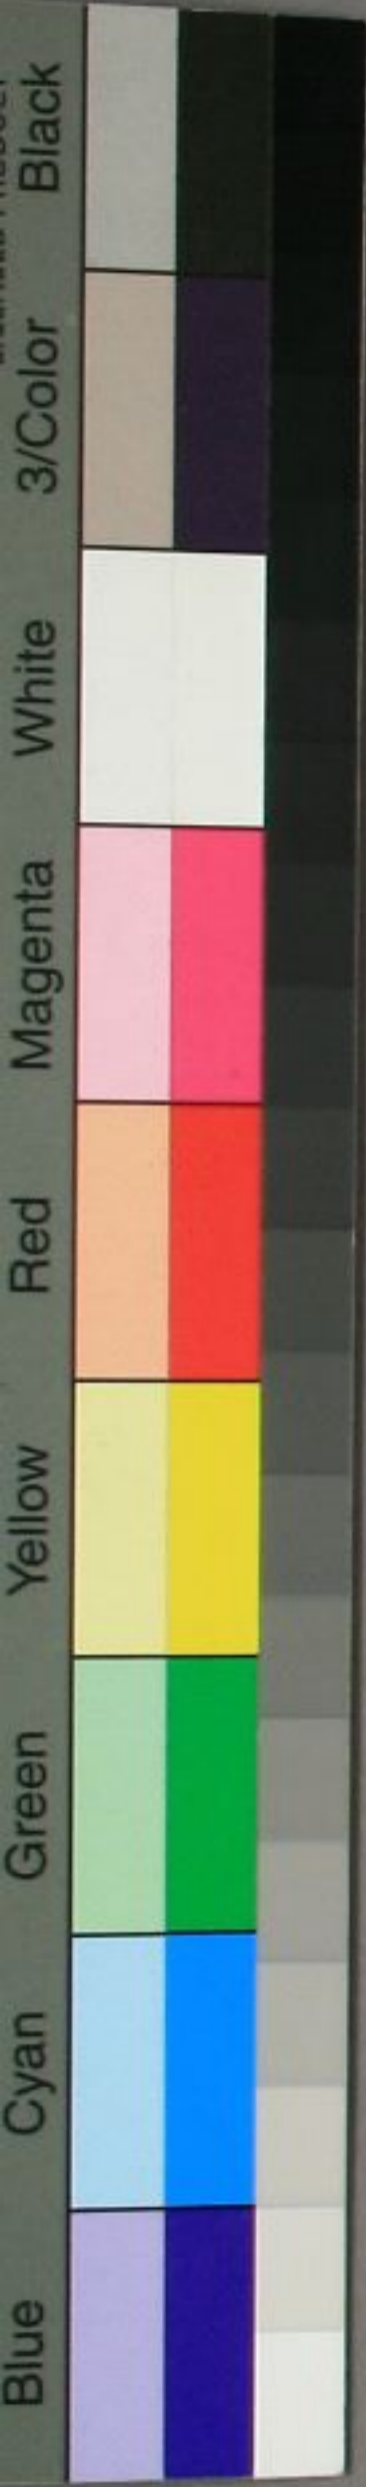 Blue
Cyan
Green
Yellow
Red
Magenta
White
3/Color
Black